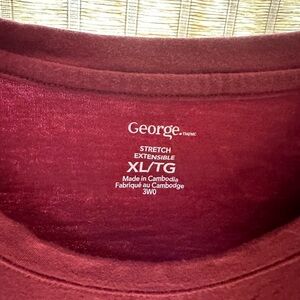 George.
STRETCH
EXTENSIBLE
XL/TG
Made in Cambodia
Fabriqué au Cambodge
3W0